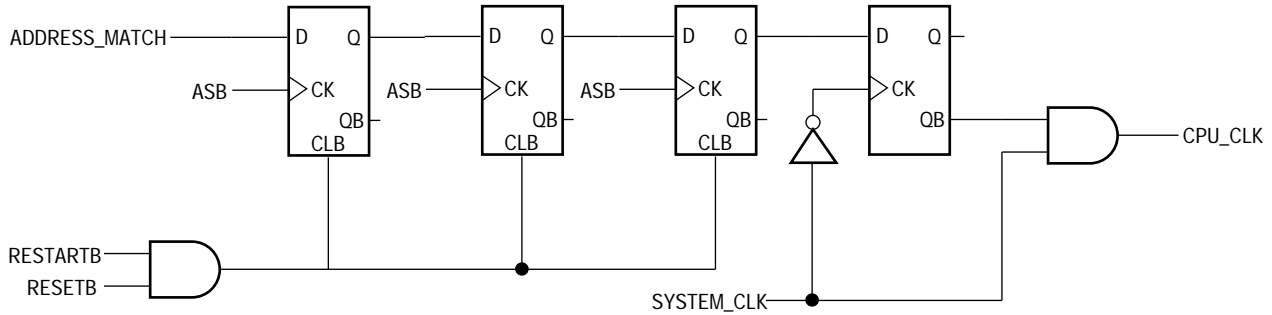 ADDRESS_MATCH
D Q
ASB
CK
QB
CLB
D Q
ASB
CK
QB
CLB
D Q
ASB
CK
QB
CLB
D Q
CK
QB
CPU_CLK
RESTARTB
RESETB
SYSTEM_CLK